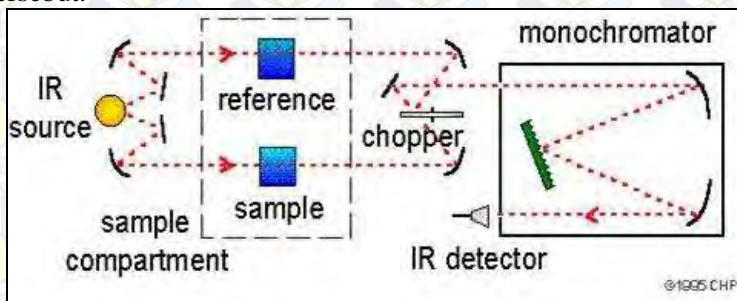 monochromator
IR
source
reference
chopper
sample
sample
compartment
IR detector
©1995 CHP